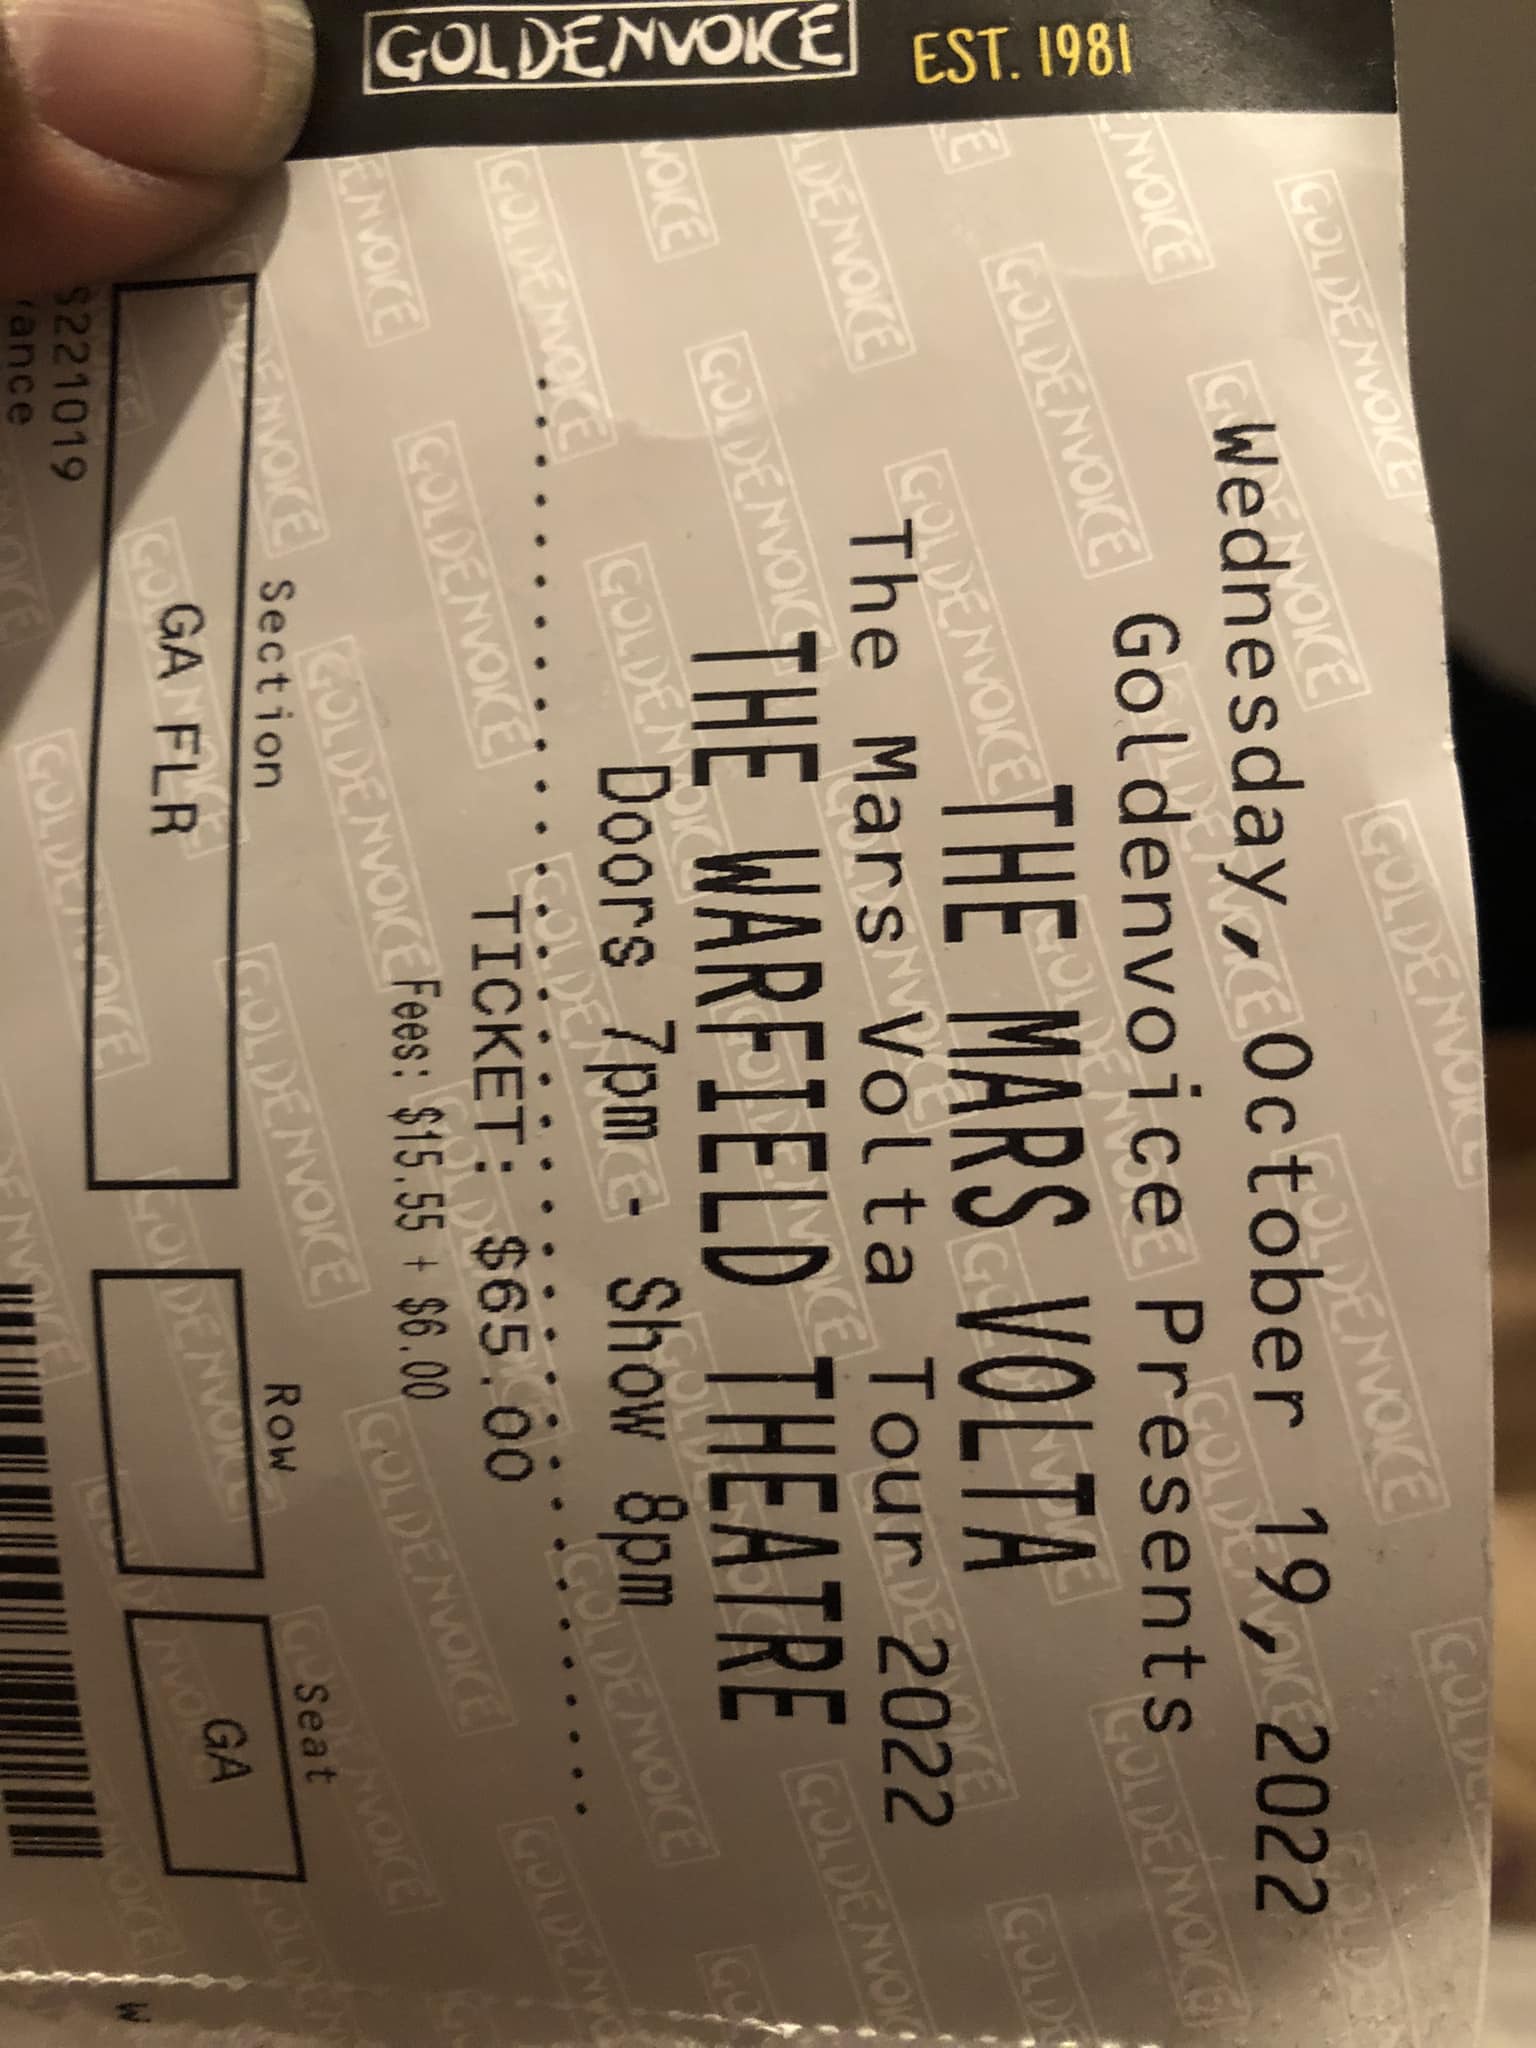 GOLDENVOICE EST. 1981
Wednesday, October 19, 2022
Goldenvoice Presents
THE MARS VOLTA
The Mars Volta Tour 2022
THE WARFIELD THEATRE
Doors 7pm - Show 8pm
TICKET: $65.00
Fees: $15.55 + $6.00
Section Row Seat
GA FLR GA
S221019
ance
W